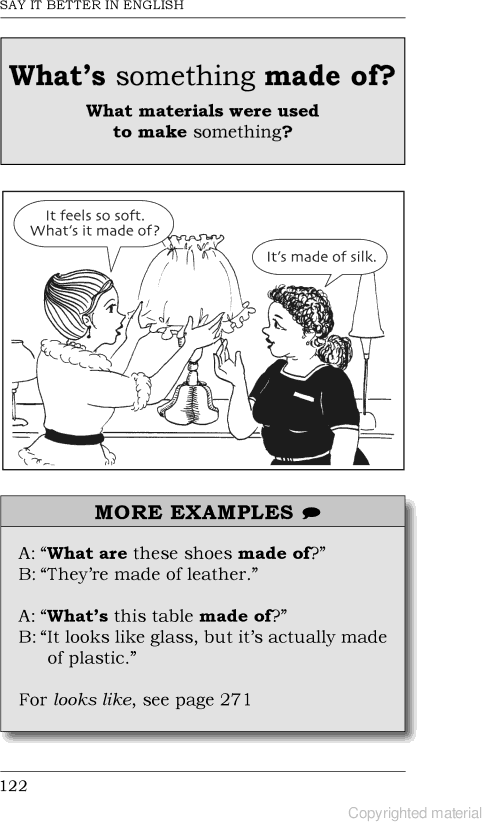 SAY IT BETTER IN ENGLISH
What's something made of?
What materials were used
to make something?
It feels so soft.
What's it made of?
It's made of silk.
MORE EXAMPLES
A: “What are these shoes made of?”
B: “They're made of leather.”
A: “What's this table made of?”
B: “It looks like glass, but it's actually made
of plastic.”
For looks like, see page 271
122
Copyrighted material